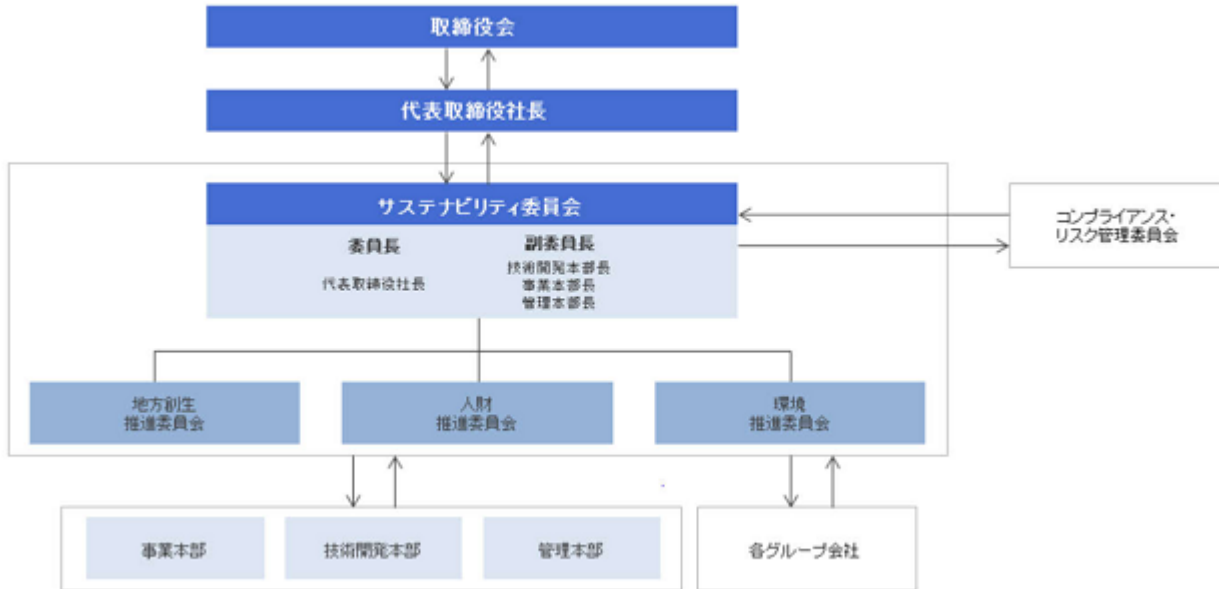 取締役会
代表取締役社長
サステナビリティ委員会
委員長
代表取締役社長
副委員長
技術開発本部長
事業本部長
管理本部長
コンプライアンス・
リスク管理委員会
地方創生
推進委員会
人財
推進委員会
環境
推進委員会
事業本部
技術開発本部
管理本部
各グループ会社